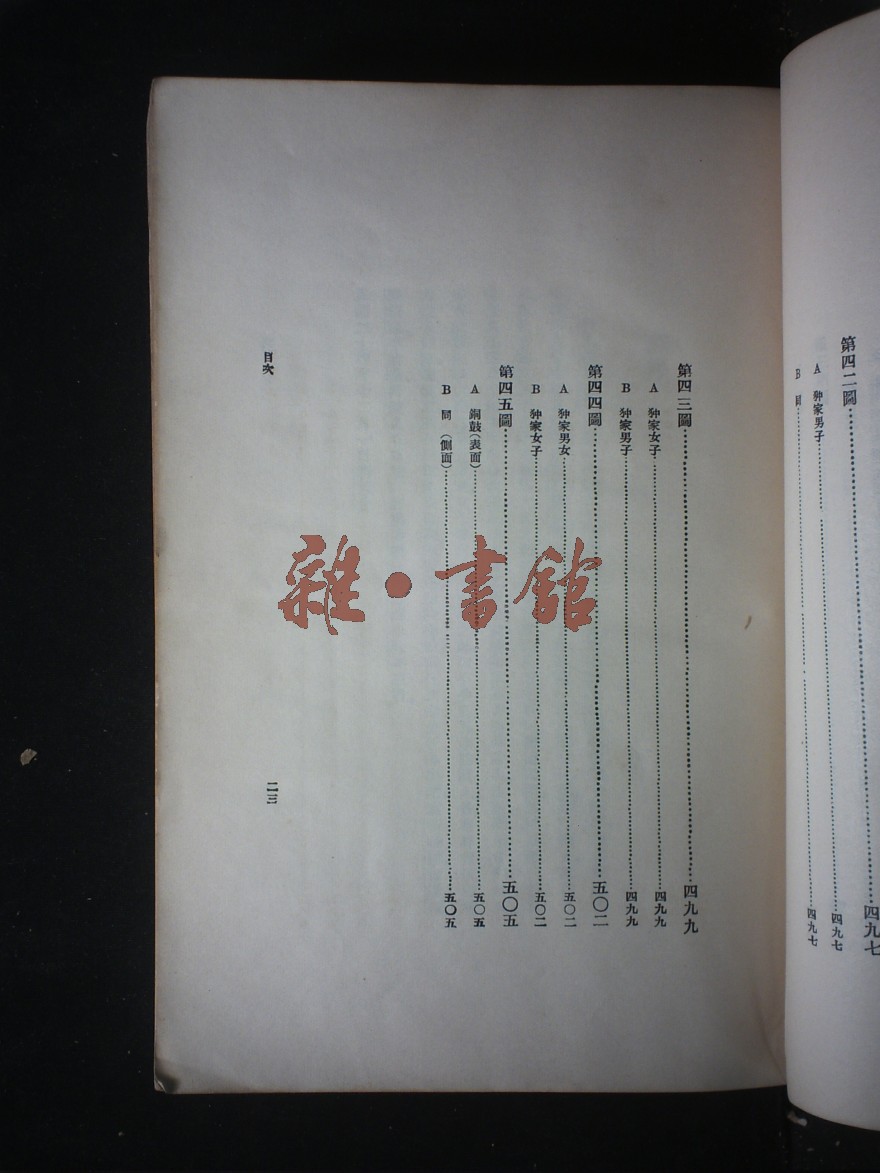 第四二圖……四九七
A 狆家男子……四九七
B 同……四九七
第四三圖……四九九
A 狆家女子……四九九
B 狆家男子……四九九
第四四圖……五〇二
A 狆家男女……五〇二
B 狆家女子……五〇二
第四五圖……五〇五
A 銅鼓(表面)……五〇五
B 同 (側面)……五〇五
目次
二三
雜·書館